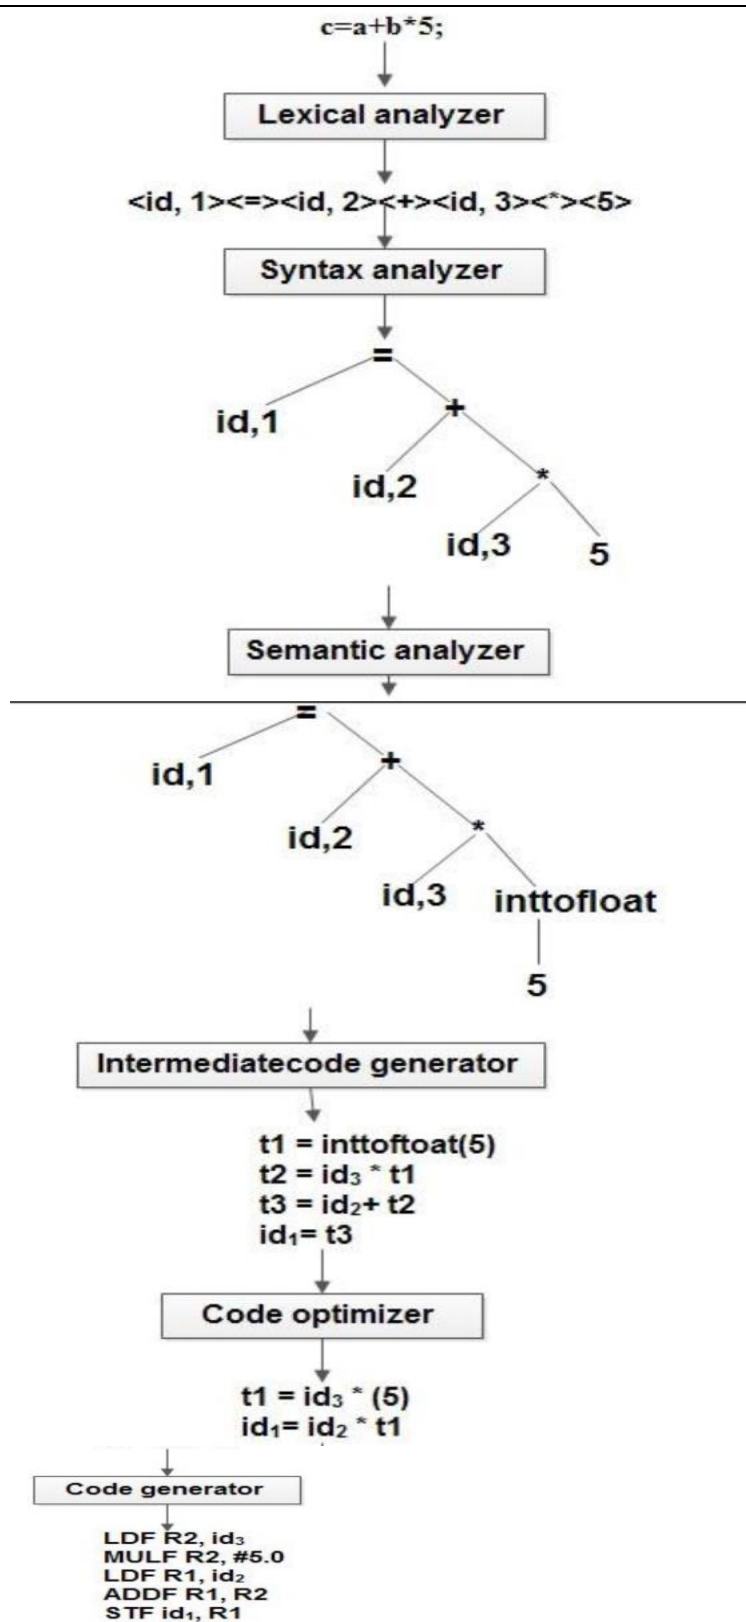 c=a+b*5;
Lexical analyzer
<id, 1><=><id, 2><+><id, 3><*><5>
Syntax analyzer
=
id,1
+
id,2
*
id,3
5
Semantic analyzer
=
id,1
+
id,2
*
id,3 inttofloat
5
Intermediatecode generator
t1 = inttoftoat(5)
t2 = id₃ * t1
t3 = id₂+ t2
id₁= t3
Code optimizer
t1 = id₃ * (5)
id₁= id₂ * t1
Code generator
LDF R2, id₃
MULF R2, #5.0
LDF R1, id₂
ADDF R1, R2
STF id₁, R1